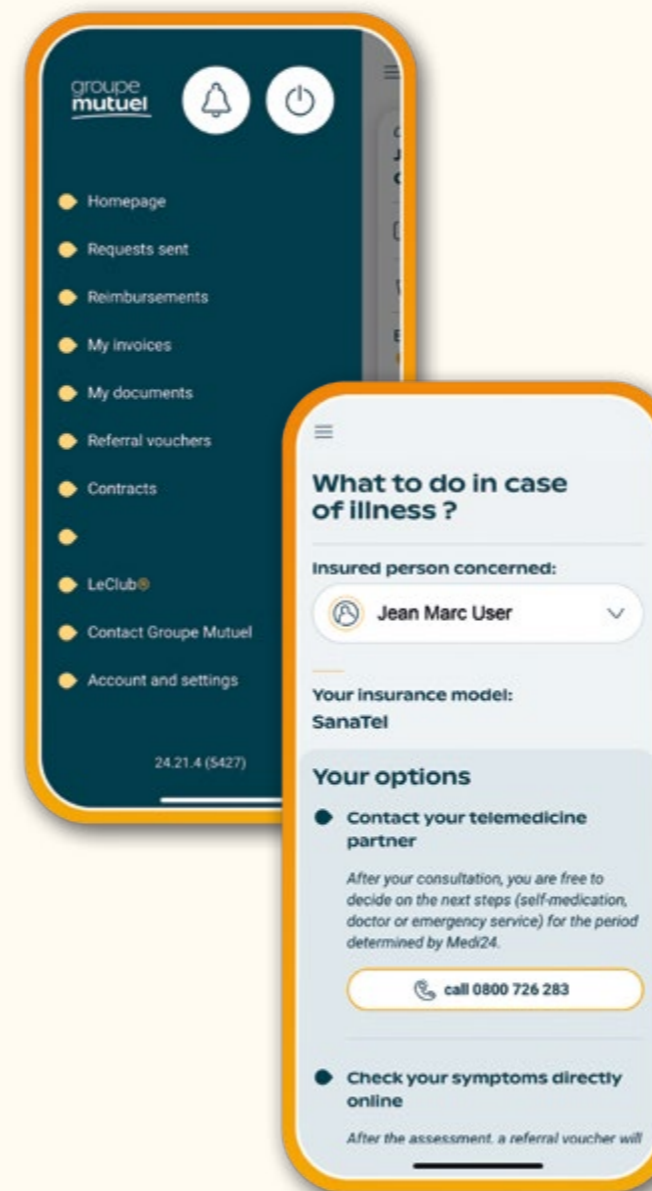 groupe
mutuel
Homepage
Requests sent
Reimbursements
My invoices
My documents
Referral vouchers
Contracts
LeClub®
Contact Groupe Mutuel
Account and settings
24.21.4 (5427)
What to do in case
of illness ?
Insured person concerned:
Jean Marc User
Your insurance model:
SanaTel
Your options
Contact your telemedicine
partner
After your consultation, you are free to
decide on the next steps (self-medication,
doctor or emergency service) for the period
determined by Medi24.
call 0800 726 283
Check your symptoms directly
online
After the assessment, a referral voucher will